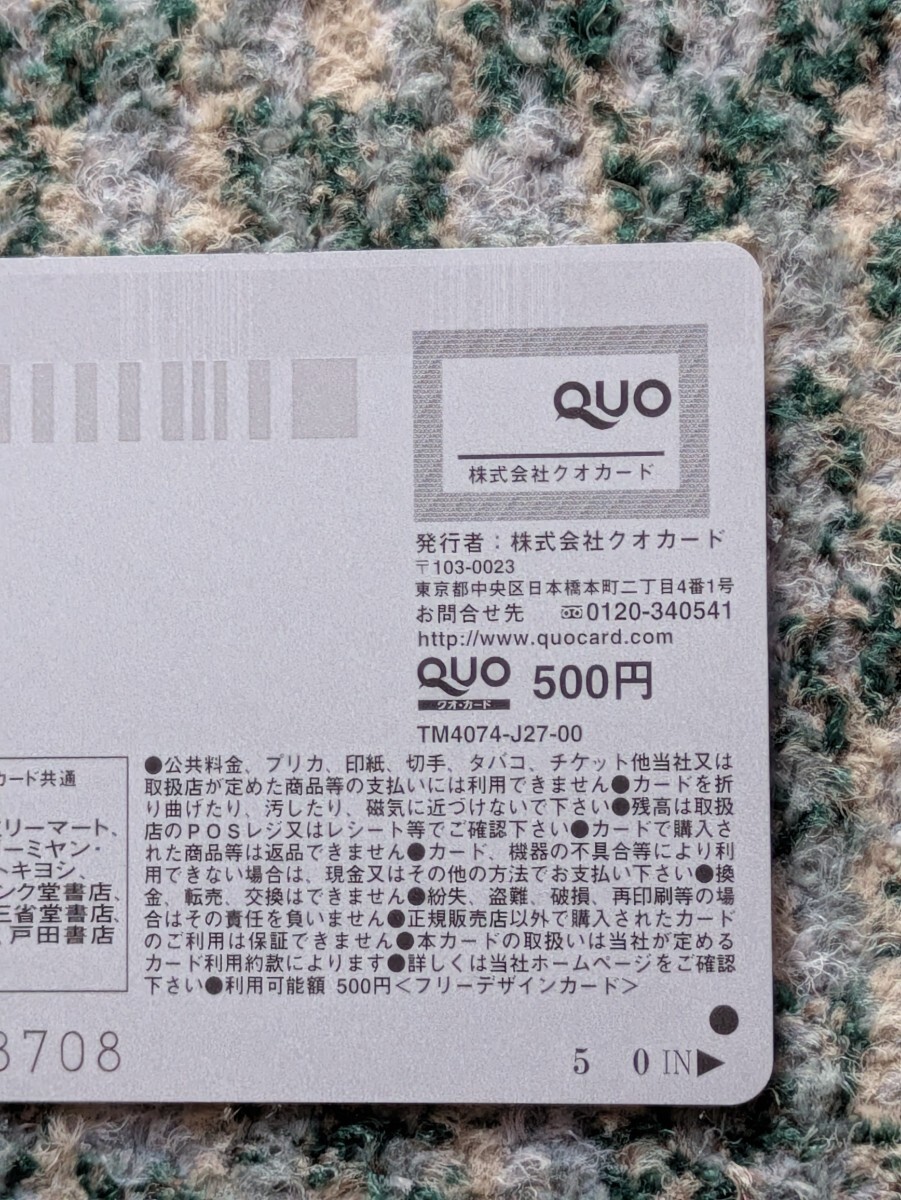 QUO
株式会社クオカード
発行者：株式会社クオカード
〒103-0023
東京都中央区日本橋本町二丁目4番1号
お問合せ先 0120-340541
http://www.quocard.com
QUO 500円
クオ・カード
TM4074-J27-00
●公共料金、プリカ、印紙、切手、タバコ、チケット他当社又は
取扱店が定めた商品等の支払いには利用できません●カードを折
り曲げたり、汚したり、磁気に近づけないで下さい●残高は取扱
店のPOSレジ又はレシート等でご確認下さい●カードで購入さ
れた商品等は返品できません●カード、機器の不具合等により利
用できない場合は、現金又はその他の方法でお支払い下さい●換
金、転売、交換はできません●紛失、盗難、破損、再印刷等の場
合はその責任を負いません●正規販売店以外で購入されたカード
のご利用は保証できません●本カードの取扱いは当社が定める
カード利用約款によります●詳しくは当社ホームページをご確認
下さい●利用可能額 500円＜フリーデザインカード＞
カード共通
ミリーマート、
ーミヤン・
トキヨシ、
ンク堂書店、
三省堂書店、
戸田書店
3708
5 0 IN▶